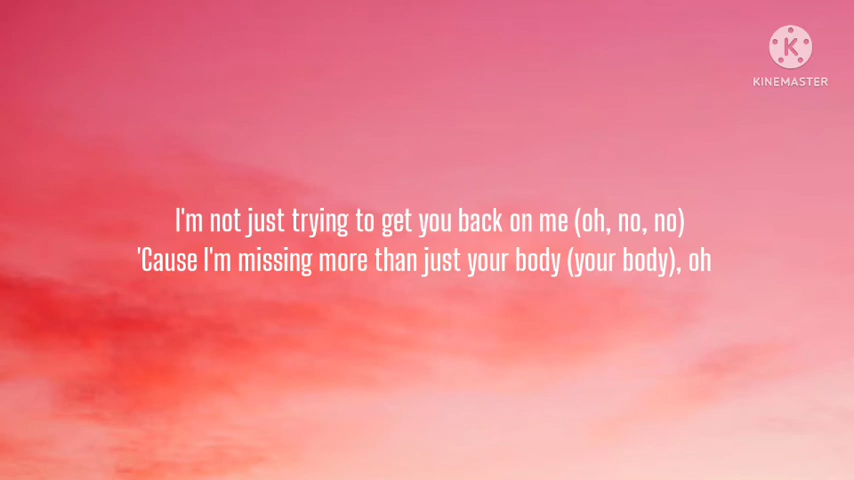 KINEMASTER
I'm not just trying to get you back on me (oh, no, no)
'Cause I'm missing more than just your body (your body), oh